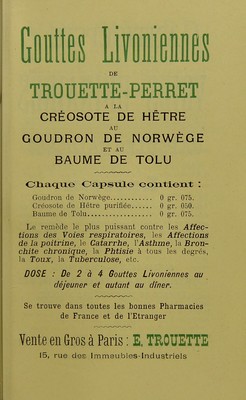 Gouttes Livoniennes
DE
TROUETTE-PERRET
A LA
CRÉOSOTE DE HÊTRE
AU
GOUDRON DE NORWÈGE
ET AU
BAUME DE TOLU
Chaque Capsule contient :
Goudron de Norwège............ 0 gr. 075.
Créosote de Hêtre purifiée...... 0 gr. 050.
Baume de Tolu.................. 0 gr. 075.
Le remède le plus puissant contre les Affec-
tions des Voies respiratoires, les Affections
de la poitrine, le Catarrhe, l'Asthme, la Bron-
chite chronique, la Phtisie à tous les degrés,
la Toux, la Tuberculose, etc.
DOSE : De 2 à 4 Gouttes Livoniennes au
déjeuner et autant au dîner.
Se trouve dans toutes les bonnes Pharmacies
de France et de l'Etranger
Vente en Gros à Paris : E. TROUETTE
15, rue des Immeubles-Industriels